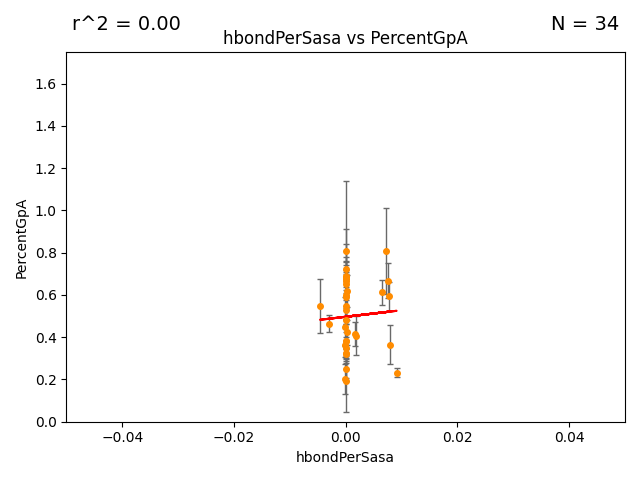 r^2 = 0.00
N = 34
hbondPerSasa vs PercentGpA
PercentGpA
1.6
1.4
1.2
1.0
0.8
0.6
0.4
0.2
0.0
−0.04
−0.02
0.00
0.02
0.04
hbondPerSasa